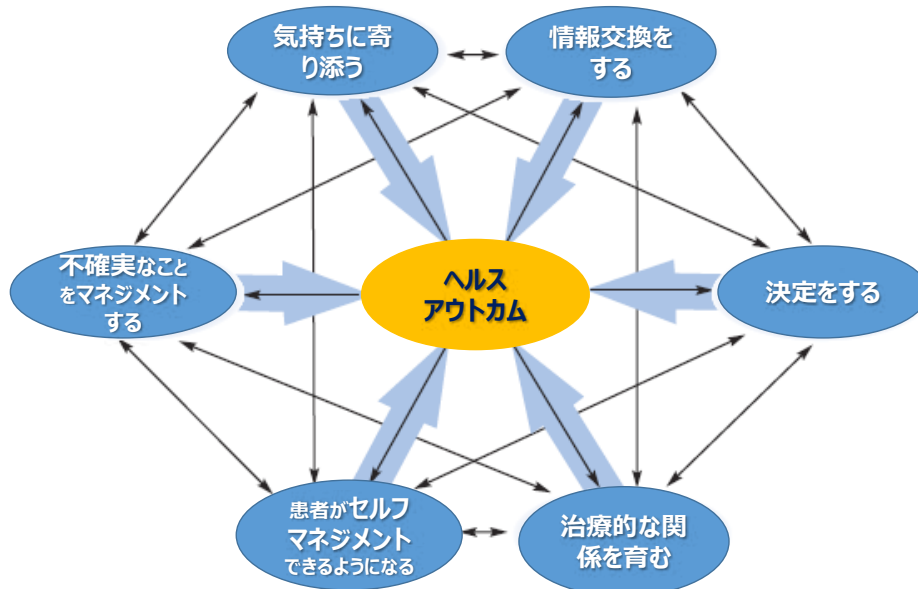 気持ちに寄
り添う
情報交換を
する
不確実なこと
をマネジメント
する
ヘルス
アウトカム
決定をする
患者がセルフ
マネジメント
できるようになる
治療的な関
係を育む